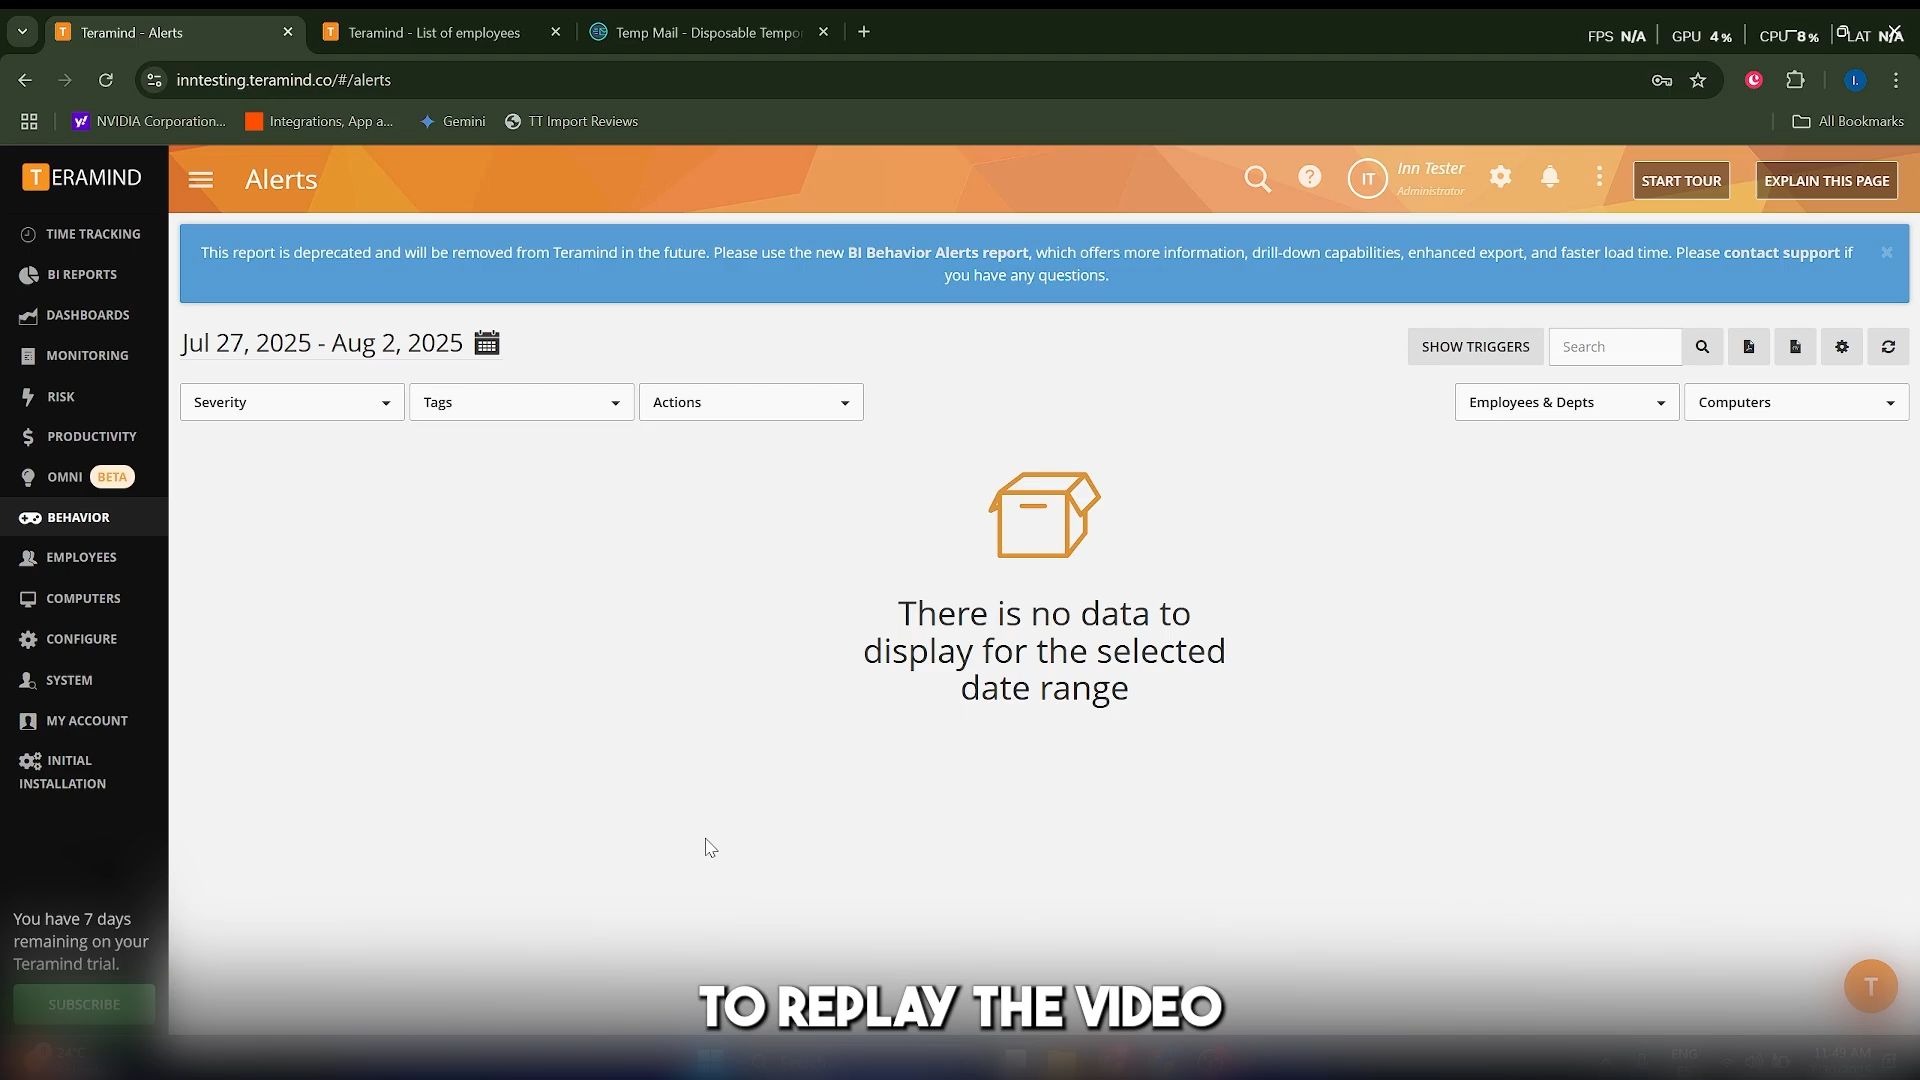 Teramind - Alerts
Teramind - List of employees
Temp Mail - Disposable Tempo
FPS N/A
GPU 4%
CPU 8%
LAT N/A
inntesting.teramind.co/#/alerts
I.
NVIDIA Corporation...
Integrations, App a...
Gemini
TT Import Reviews
All Bookmarks
TERAMIND
Alerts
IT
Inn Tester
Administrator
START TOUR
EXPLAIN THIS PAGE
TIME TRACKING
BI REPORTS
DASHBOARDS
MONITORING
RISK
PRODUCTIVITY
OMNI BETA
BEHAVIOR
EMPLOYEES
COMPUTERS
CONFIGURE
SYSTEM
MY ACCOUNT
INITIAL
INSTALLATION
You have 7 days
remaining on your
Teramind trial.
SUBSCRIBE
This report is deprecated and will be removed from Teramind in the future. Please use the new BI Behavior Alerts report, which offers more information, drill-down capabilities, enhanced export, and faster load time. Please contact support if
you have any questions.
Jul 27, 2025 - Aug 2, 2025
SHOW TRIGGERS
Search
Severity
Tags
Actions
Employees & Depts
Computers
There is no data to
display for the selected
date range
T
TO REPLAY THE VIDEO
24°C
ENG
11:49 AM